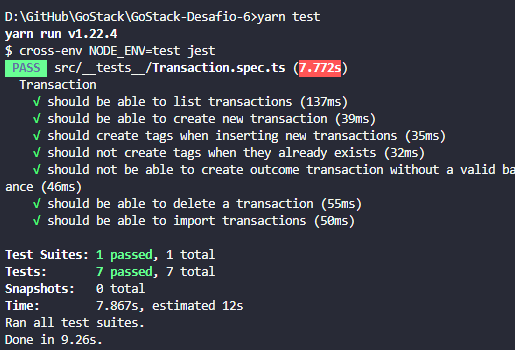 D:\GitHub\GoStack\GoStack-Desafio-6>yarn test
yarn run v1.22.4
$ cross-env NODE_ENV=test jest
PASS src/__tests__/Transaction.spec.ts (7.772s)
Transaction
√ should be able to list transactions (137ms)
√ should be able to create new transaction (39ms)
√ should create tags when inserting new transactions (35ms)
√ should not create tags when they already exists (32ms)
√ should not be able to create outcome transaction without a valid bal
ance (46ms)
√ should be able to delete a transaction (55ms)
√ should be able to import transactions (50ms)
Test Suites: 1 passed, 1 total
Tests: 7 passed, 7 total
Snapshots: 0 total
Time: 7.867s, estimated 12s
Ran all test suites.
Done in 9.26s.